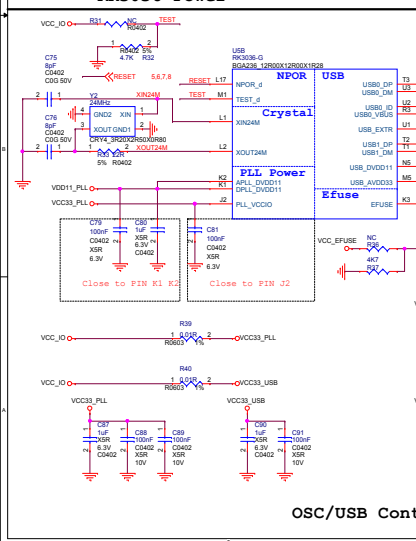 VCC_IO
R31
NC
R0402
TEST
R0402 5%
4.7K R32
U5B
RK3036-G
BGA236_12R00X12R00X1R28
C75
8pF
C0402
C0G 50V
RESET
5,6,7,8
Y2
24MHz
XIN24M
GND2 XIN
XOUT GND1
CRY4_3R20X2R50X0R80
C76
8pF
C0402
C0G 50V
R33 22R
XOUT24M
5% R0402
RESET L17 NPOR_d
TEST M1 TEST_d
L1 XIN24M
L2 XOUT24M
K2 APLL_DVDD11
K1 DPLL_DVDD11
J2 PLL_VCCIO
NPOR
USB
Crystal
PLL Power
Efuse
USB0_DP T3
USB0_DM U3
USB0_ID U2
USB0_VBUS R3
USB_EXTR U1
USB1_DP T2
USB1_DM T1
USB_DVDD11 N5
USB_AVDD33 M5
EFUSE K3
VDD11_PLL
VCC33_PLL
C79
100nF
C0402
X5R
6.3V
C80
1uF
X5R
6.3V
C0402
C81
100nF
C0402
X5R
6.3V
Close to PIN K1 K2
Close to PIN J2
VCC_EFUSE
NC
R36
4K7
R37
R39
VCC_IO
1 0.01R 2
R0603 1%
VCC33_PLL
R40
VCC_IO
1 0.01R 2
R0603 1%
VCC33_USB
VCC33_PLL
VCC33_USB
C87
1uF
X5R
6.3V
C0402
C88
100nF
C0402
X5R
10V
C89
100nF
C0402
X5R
10V
C90
1uF
X5R
6.3V
C0402
C91
100nF
C0402
X5R
10V
OSC/USB Cont